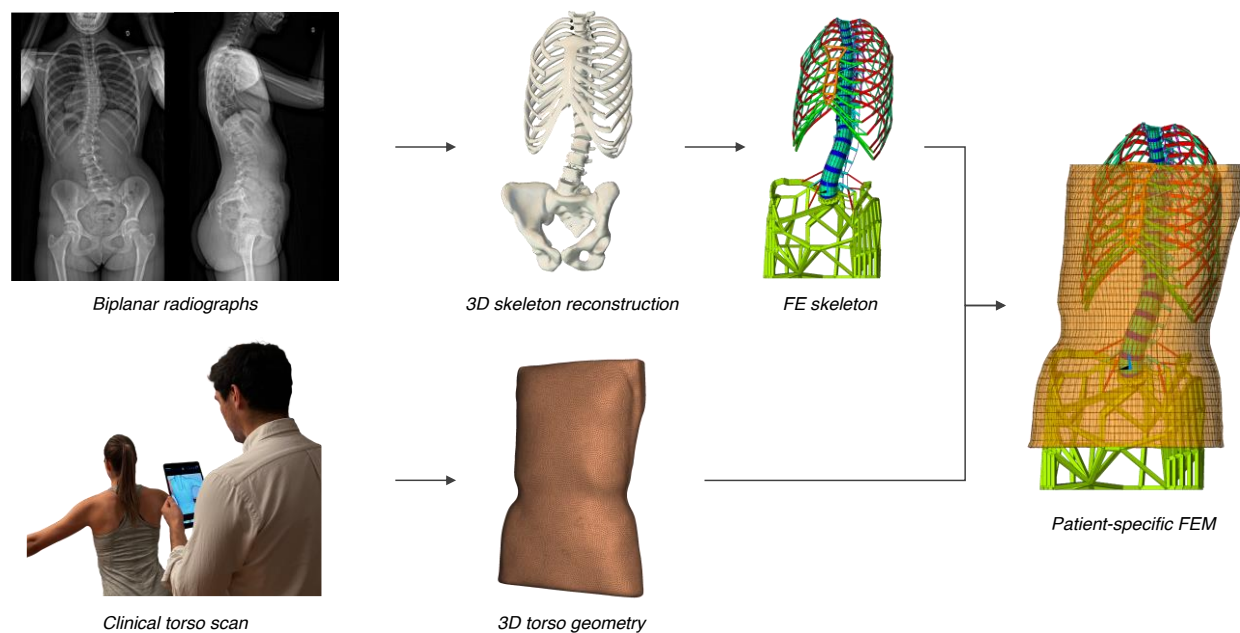 Biplanar radiographs
3D skeleton reconstruction
FE skeleton
Patient-specific FEM
Clinical torso scan
3D torso geometry